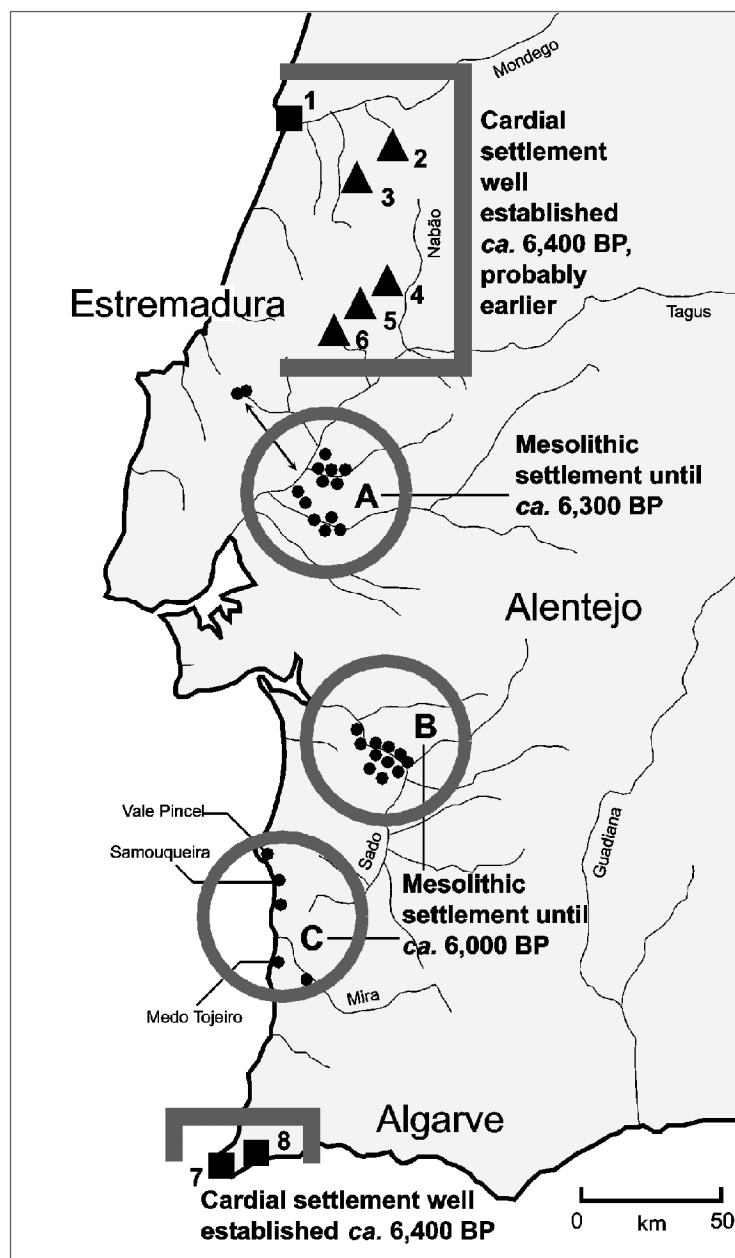 Mondego
1
Cardial
settlement
well
established
ca. 6,400 BP,
probably
earlier
2
3
Nabão
4
Estremadura
5
Tagus
6
Mesolithic
settlement until
ca. 6,300 BP
A
Alentejo
B
Vale Pincel
Guadiana
Samouqueira
Sado
Mesolithic
settlement until
ca. 6,000 BP
C
Mira
Medo Tojeiro
Algarve
8
7
Cardial settlement well
established ca. 6,400 BP
0 km 50